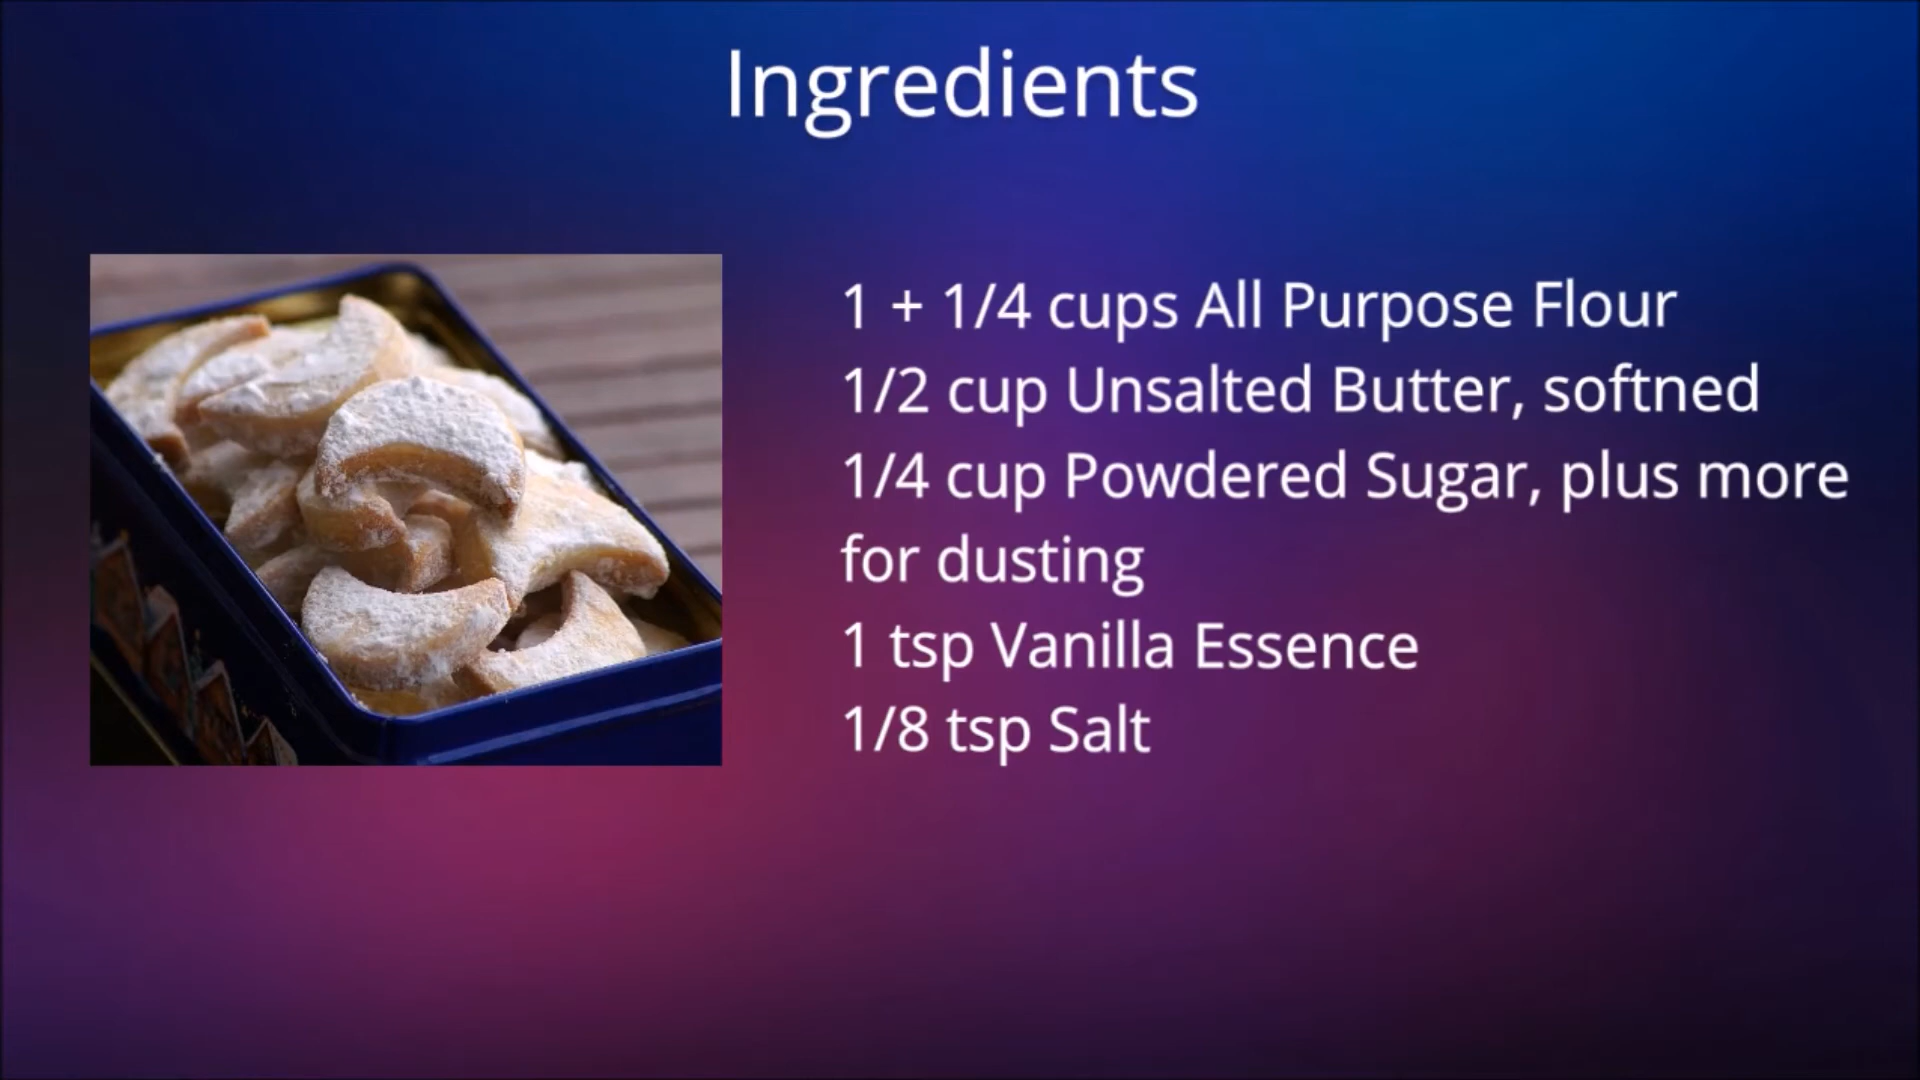 Ingredients
1 + 1/4 cups All Purpose Flour
1/2 cup Unsalted Butter, softned
1/4 cup Powdered Sugar, plus more
for dusting
1 tsp Vanilla Essence
1/8 tsp Salt